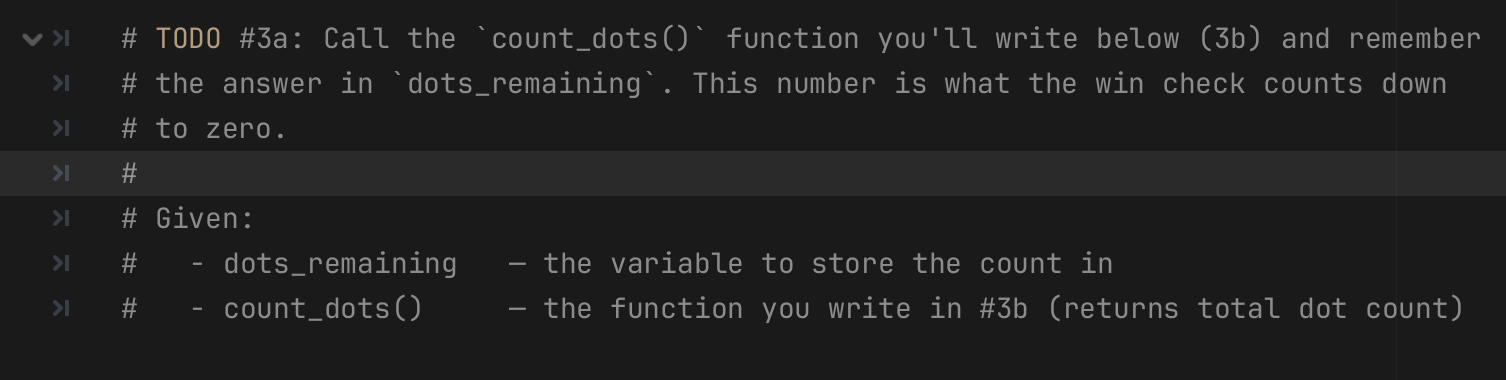 # TODO #3a: Call the `count_dots()` function you'll write below (3b) and remember
# the answer in `dots_remaining`. This number is what the win check counts down
# to zero.
#
# Given:
#   - dots_remaining   — the variable to store the count in
#   - count_dots()     — the function you write in #3b (returns total dot count)